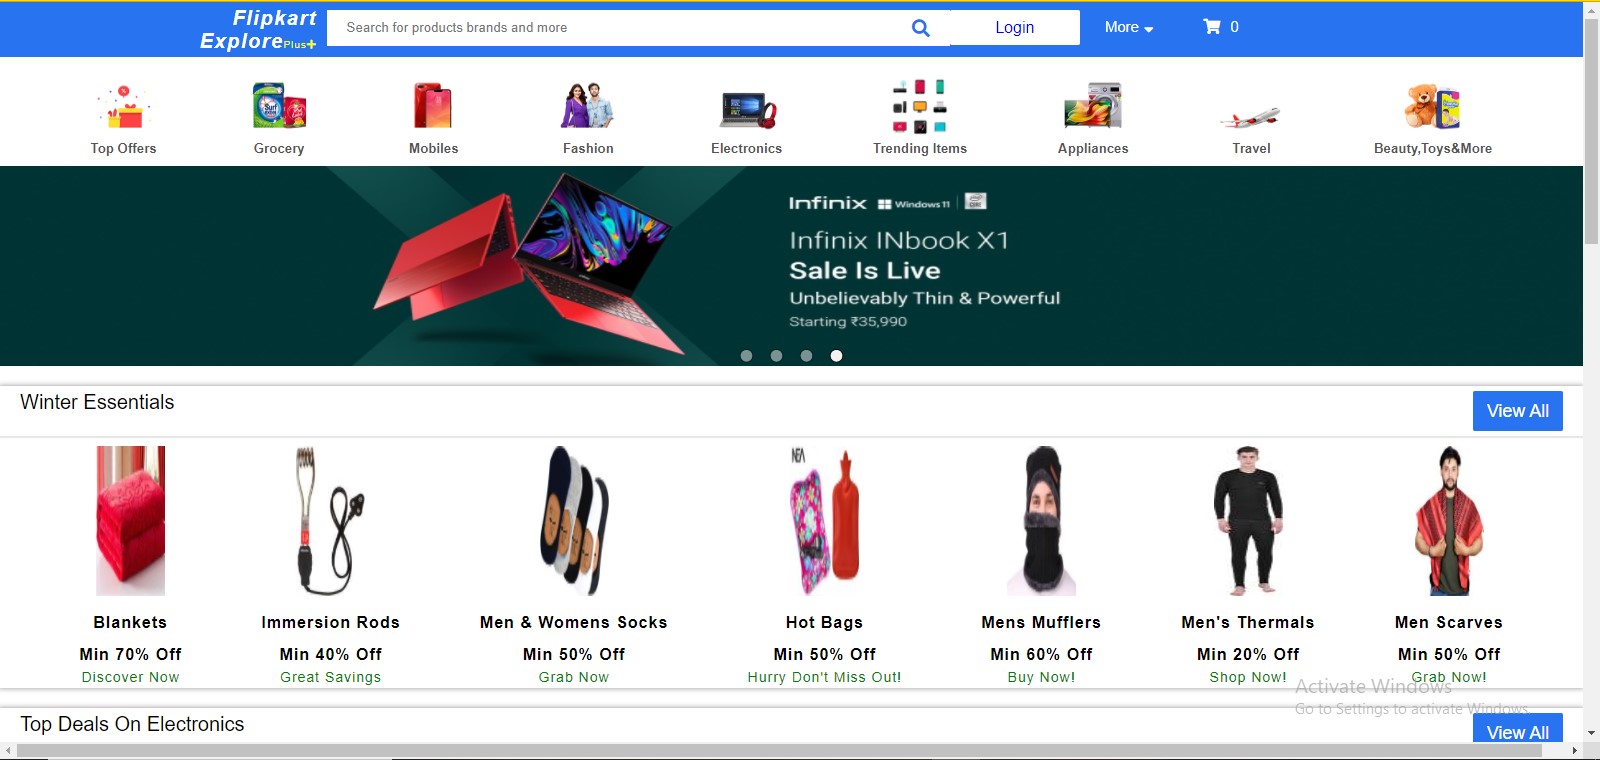 Flipkart
ExplorePlus+
Search for products brands and more
Login
More
0
Top Offers
Grocery
Mobiles
Fashion
Electronics
Trending Items
Appliances
Travel
Beauty,Toys&More
Infinix Windows 11
Infinix INbook X1
Sale Is Live
Unbelievably Thin & Powerful
Starting ₹35,990
Winter Essentials
View All
NEA
Blankets
Immersion Rods
Men & Womens Socks
Hot Bags
Mens Mufflers
Men's Thermals
Men Scarves
Min 70% Off
Min 40% Off
Min 50% Off
Min 50% Off
Min 60% Off
Min 20% Off
Min 50% Off
Discover Now
Great Savings
Grab Now
Hurry Don't Miss Out!
Buy Now!
Shop Now!
Grab Now!
Activate Windows
Go to Settings to activate Windows.
Top Deals On Electronics
View All